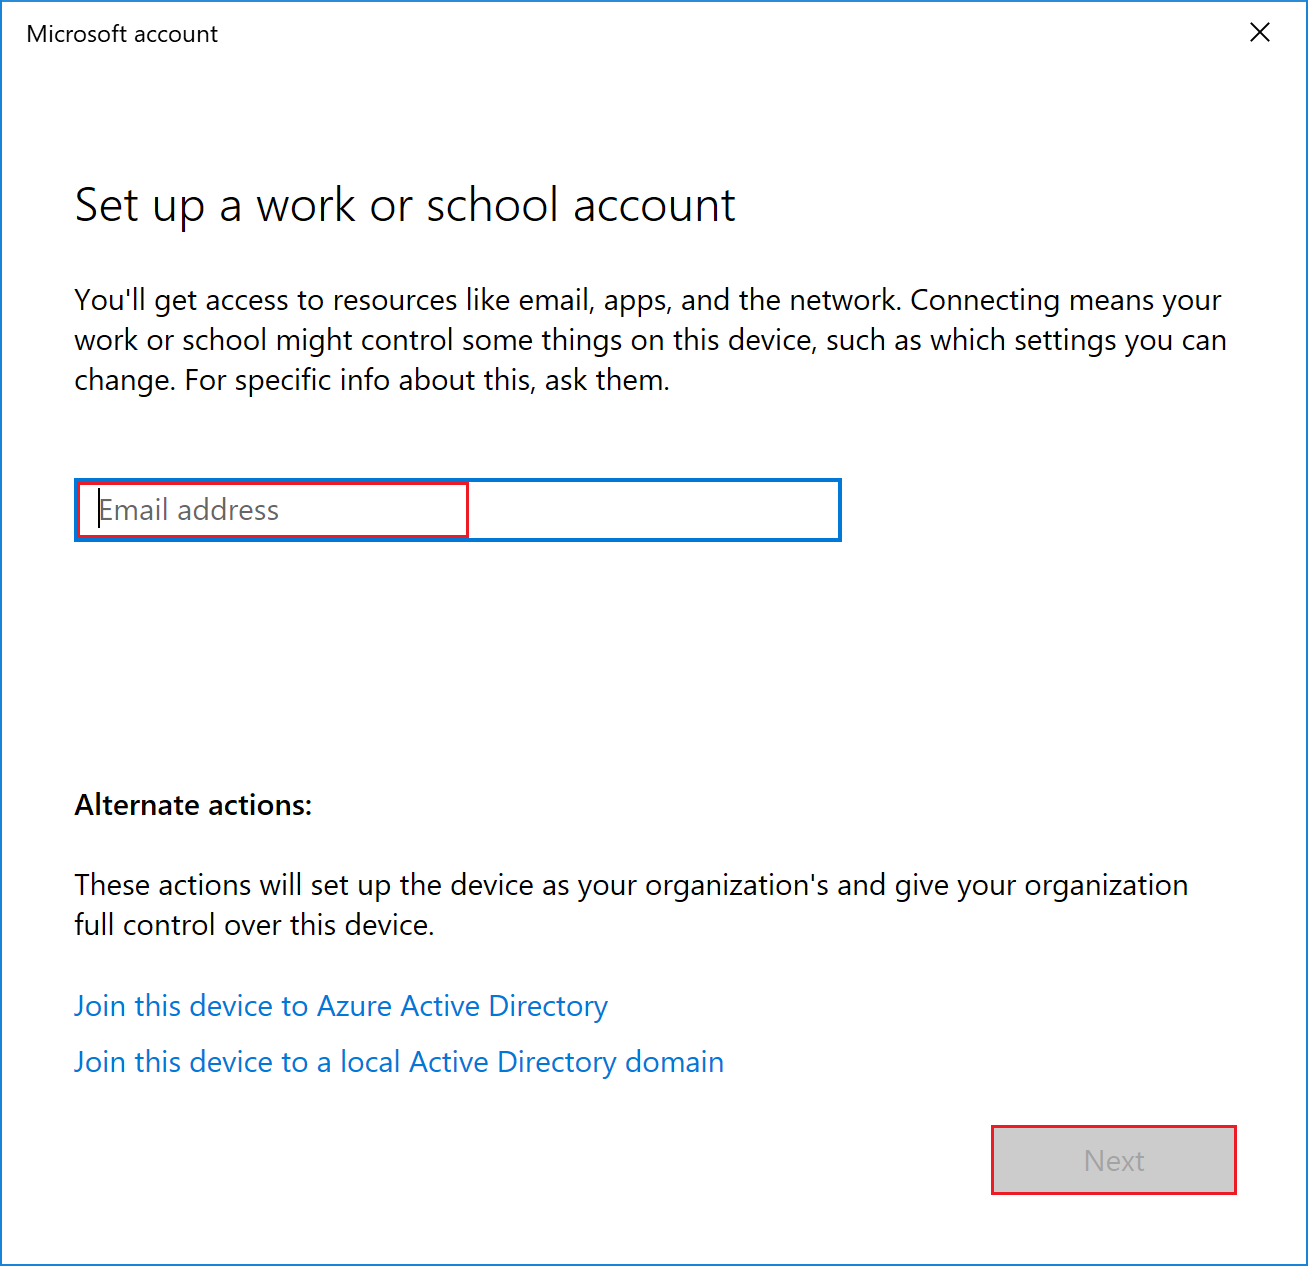 Microsoft account
Set up a work or school account
You'll get access to resources like email, apps, and the network. Connecting means your
work or school might control some things on this device, such as which settings you can
change. For specific info about this, ask them.
Email address
Alternate actions:
These actions will set up the device as your organization's and give your organization
full control over this device.
Join this device to Azure Active Directory
Join this device to a local Active Directory domain
Next